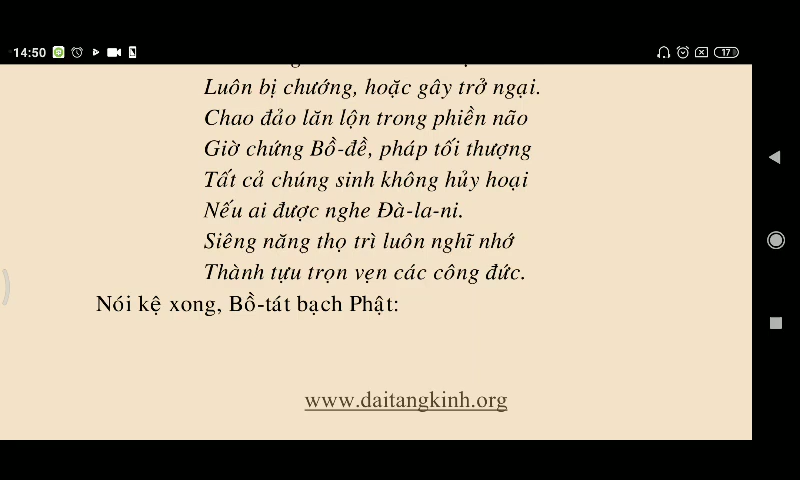 14:50
17
Luôn bị chướng, hoặc gây trở ngại.
Chao đảo lăn lộn trong phiền não
Giờ chứng Bồ-đề, pháp tối thượng
Tất cả chúng sinh không hủy hoại
Nếu ai được nghe Đà-la-ni.
Siêng năng thọ trì luôn nghĩ nhớ
Thành tựu trọn vẹn các công đức.
Nói kệ xong, Bồ-tát bạch Phật:
www.daitangkinh.org